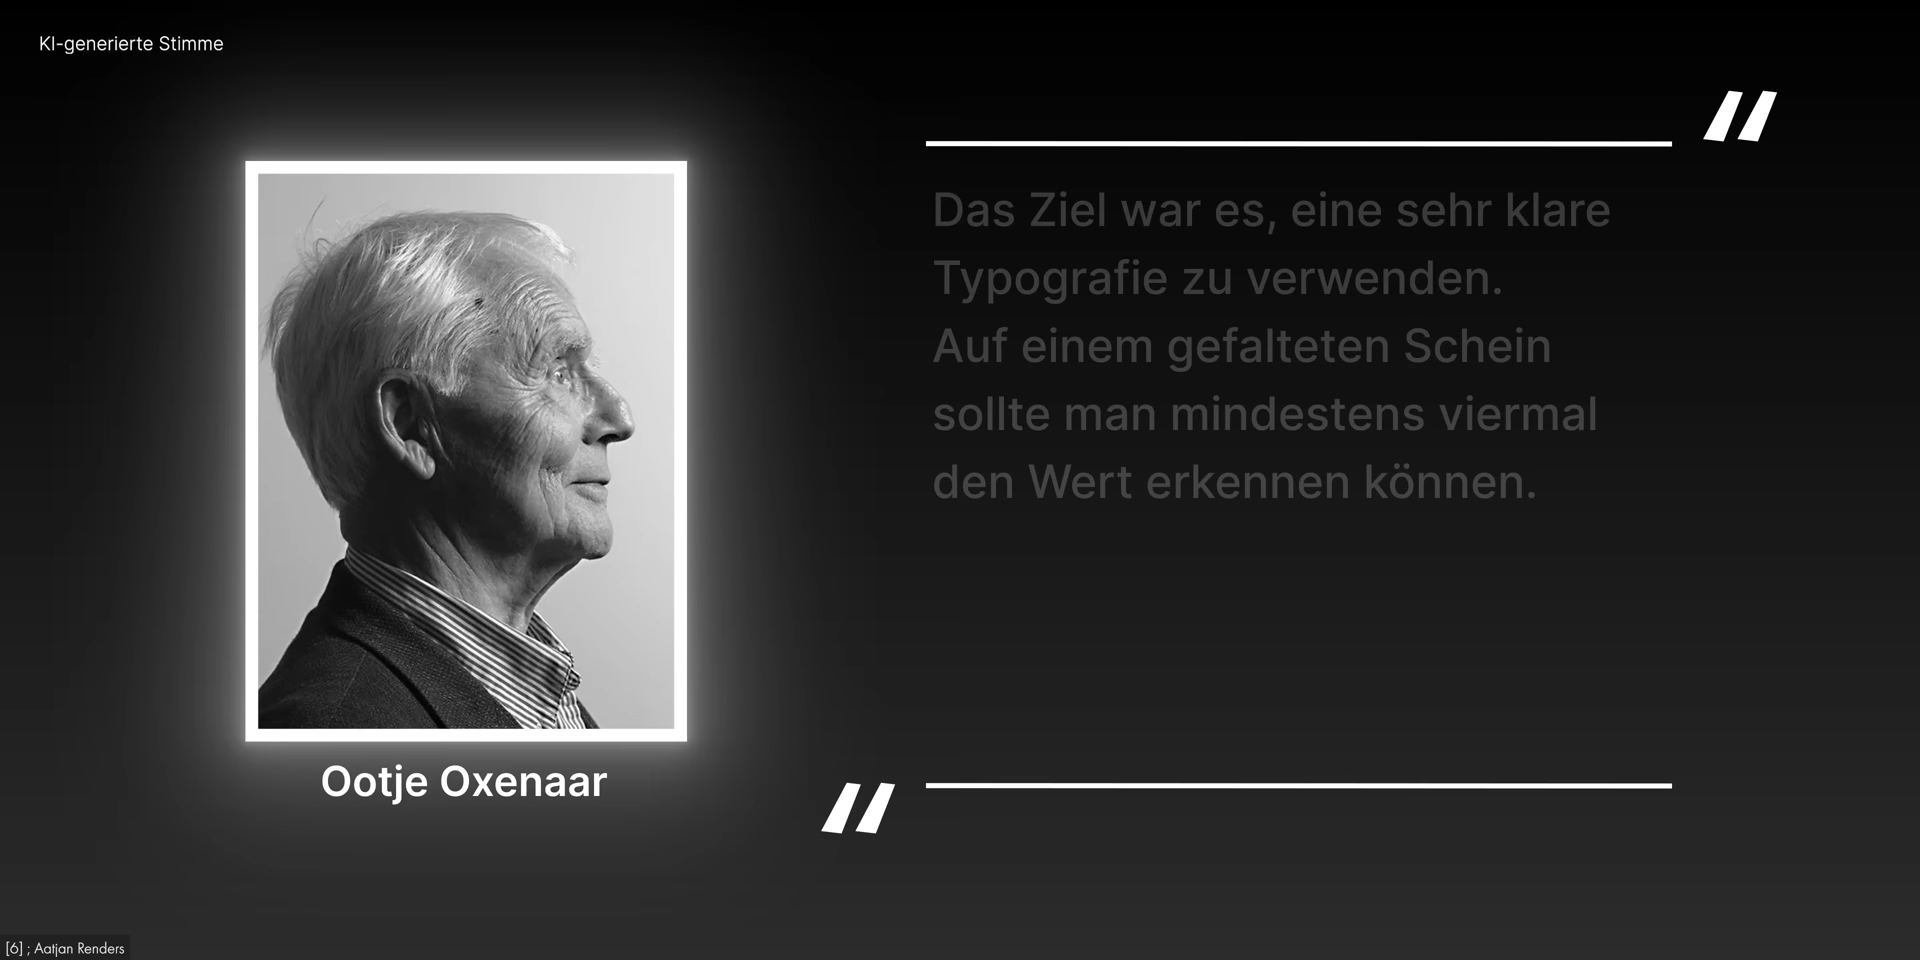 KI-generierte Stimme
Das Ziel war es, eine sehr klare
Typografie zu verwenden.
Auf einem gefalteten Schein
sollte man mindestens viermal
den Wert erkennen können.
Ootje Oxenaar
[6] ; Aatjan Renders